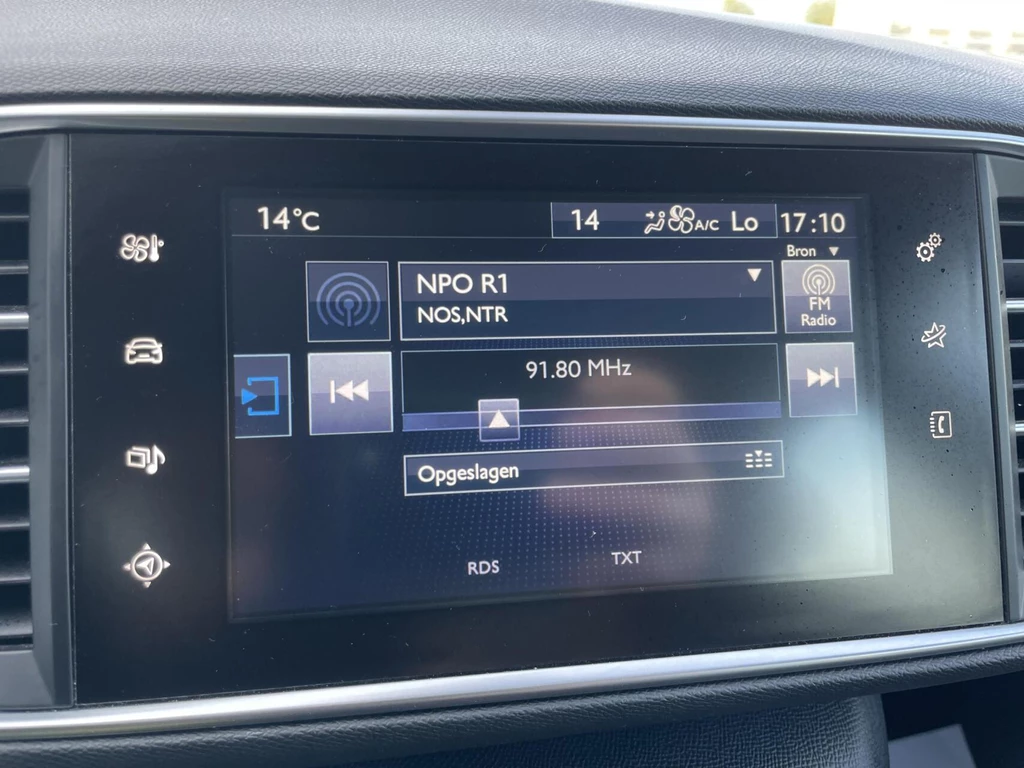 14°C
14 A/C Lo
17:10
Bron
NPO R1
NOS,NTR
FM
Radio
91.80 MHz
Opgeslagen
RDS
TXT